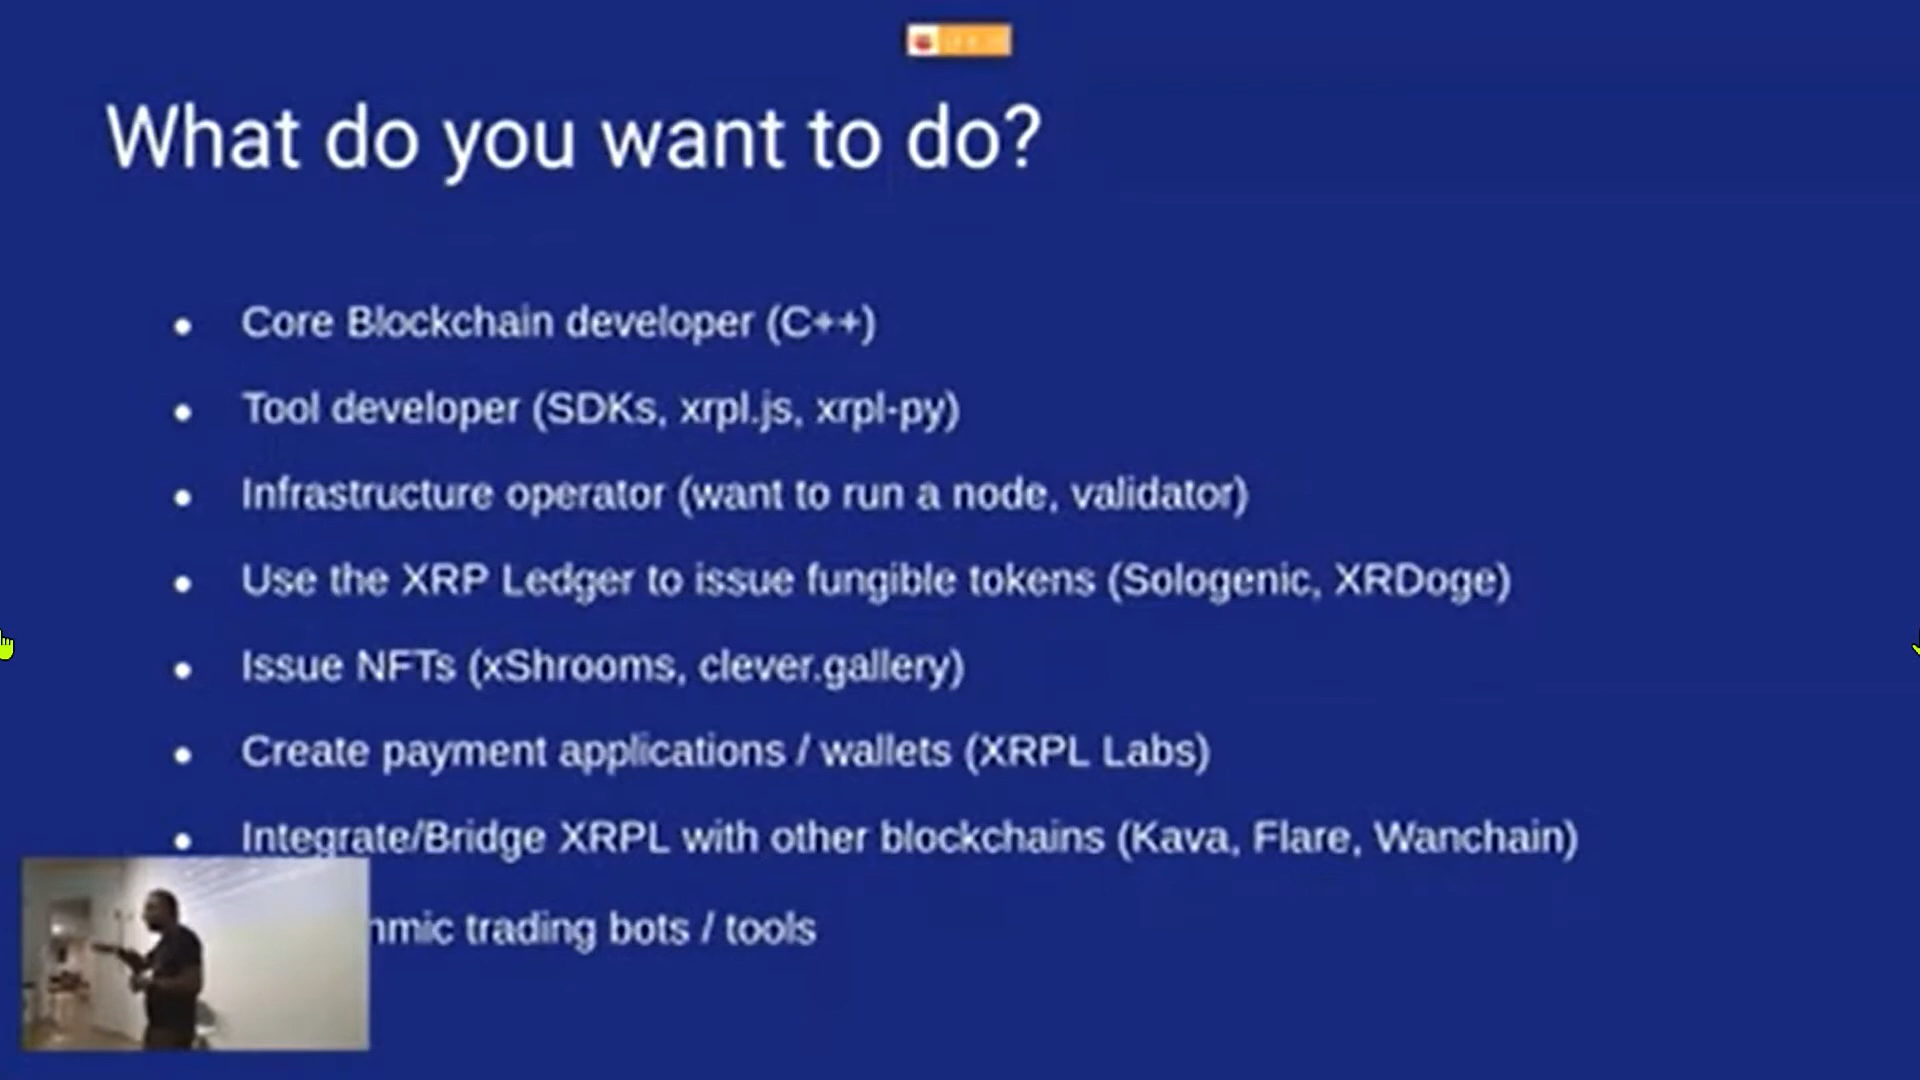 What do you want to do?
Core Blockchain developer (C++)
Tool developer (SDKs, xrpl.js, xrpl-py)
Infrastructure operator (want to run a node, validator)
Use the XRP Ledger to issue fungible tokens (Sologenic, XRDoge)
Issue NFTs (xShrooms, clever.gallery)
Create payment applications / wallets (XRPL Labs)
Integrate/Bridge XRPL with other blockchains (Kava, Flare, Wanchain)
trading bots / tools